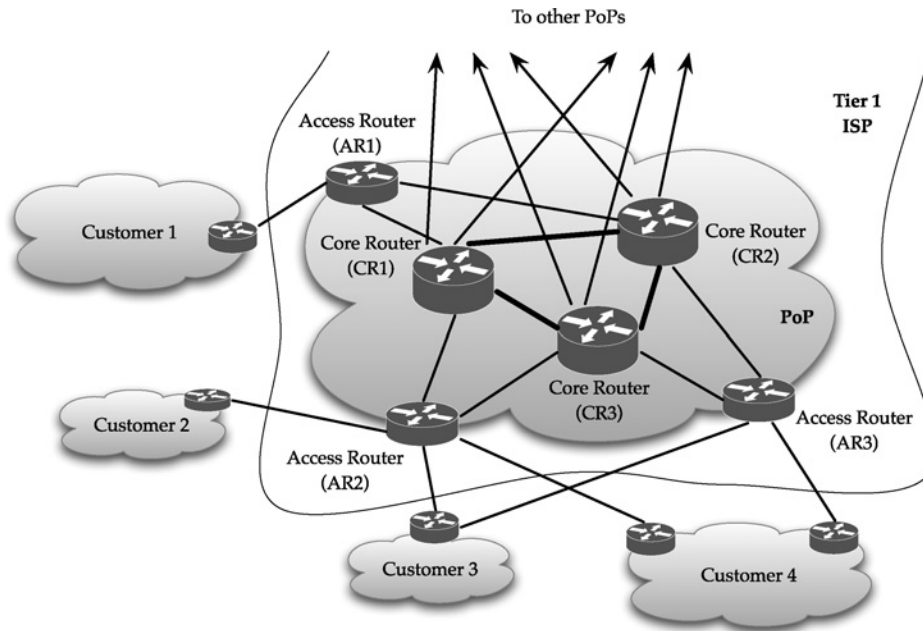 To other PoPs
Tier 1
ISP
Access Router
(AR1)
Customer 1
Core Router
(CR1)
Core Router
(CR2)
PoP
Core Router
(CR3)
Customer 2
Access Router
(AR2)
Access Router
(AR3)
Customer 3
Customer 4